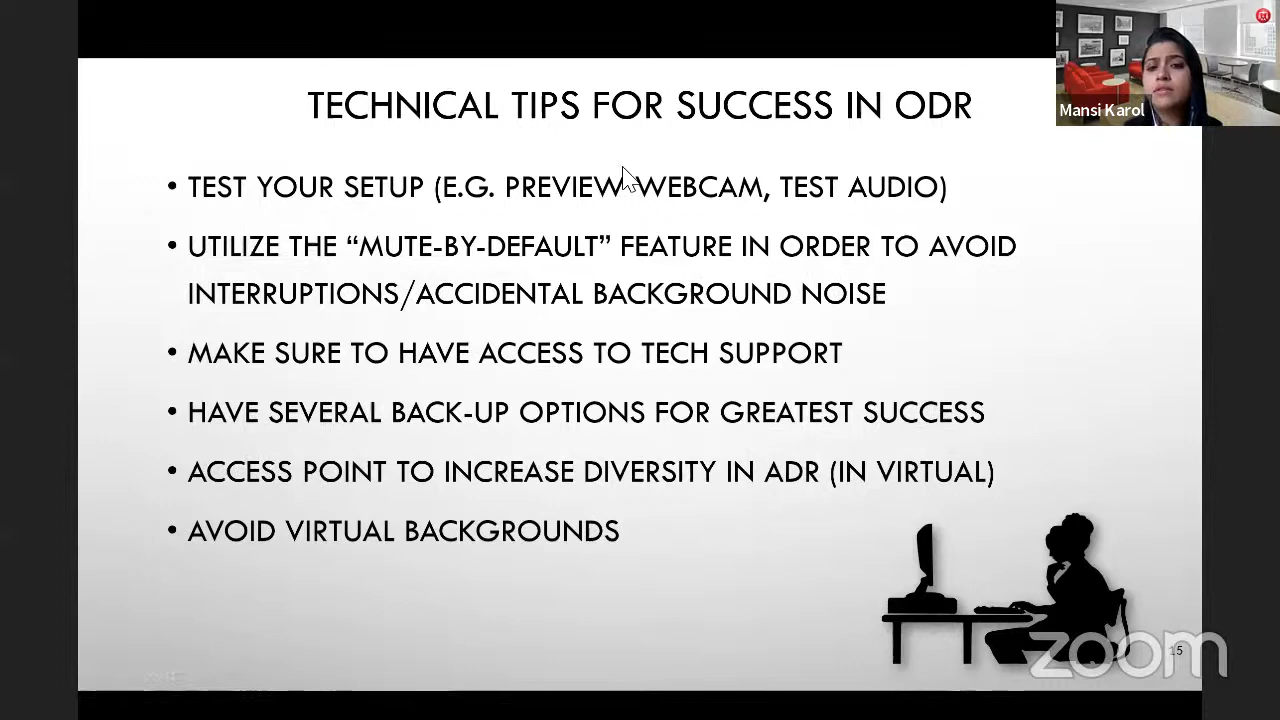 TECHNICAL TIPS FOR SUCCESS IN ODR
Mansi Karol
• TEST YOUR SETUP (E.G. PREVIEW WEBCAM, TEST AUDIO)
• UTILIZE THE “MUTE-BY-DEFAULT” FEATURE IN ORDER TO AVOID
INTERRUPTIONS/ACCIDENTAL BACKGROUND NOISE
• MAKE SURE TO HAVE ACCESS TO TECH SUPPORT
• HAVE SEVERAL BACK-UP OPTIONS FOR GREATEST SUCCESS
• ACCESS POINT TO INCREASE DIVERSITY IN ADR (IN VIRTUAL)
• AVOID VIRTUAL BACKGROUNDS
zoom
15